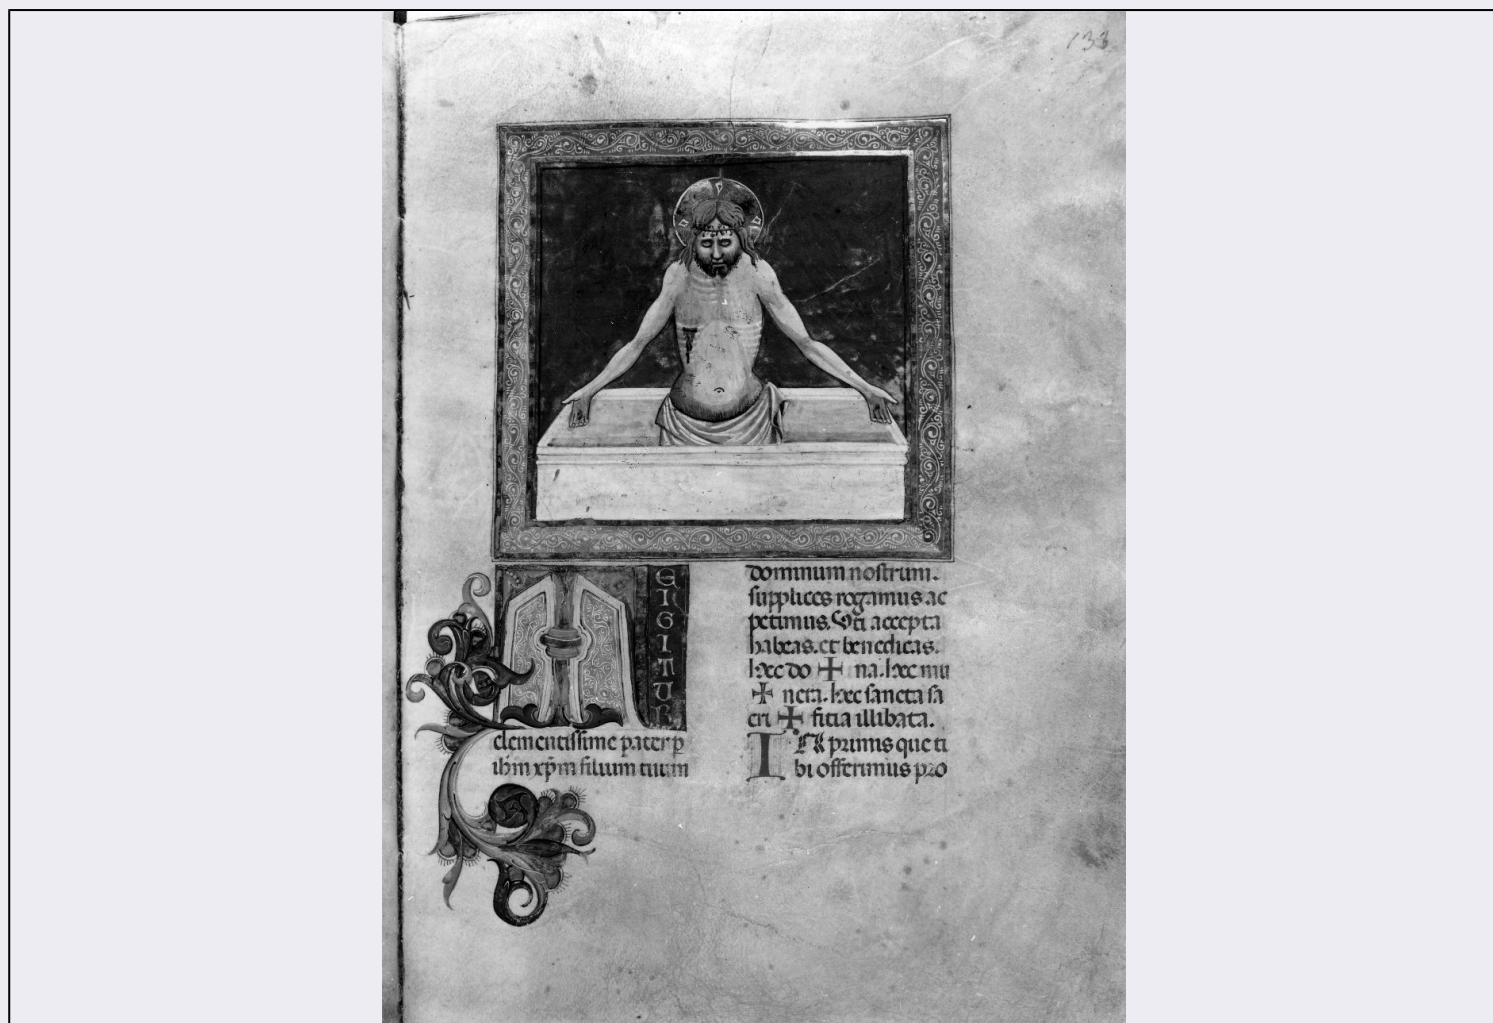 133
TE
IGITUR
clementissime pater p
ihm xpm filium tuum
dominum nostrum.
supplices rogamus ac
petimus. Uti accepta
habeas. et benedicas.
hec do + na. hec mu
+ nera. hec sancta sa
cri + ficia illibata.
IN primis que ti
bi offerimus pro